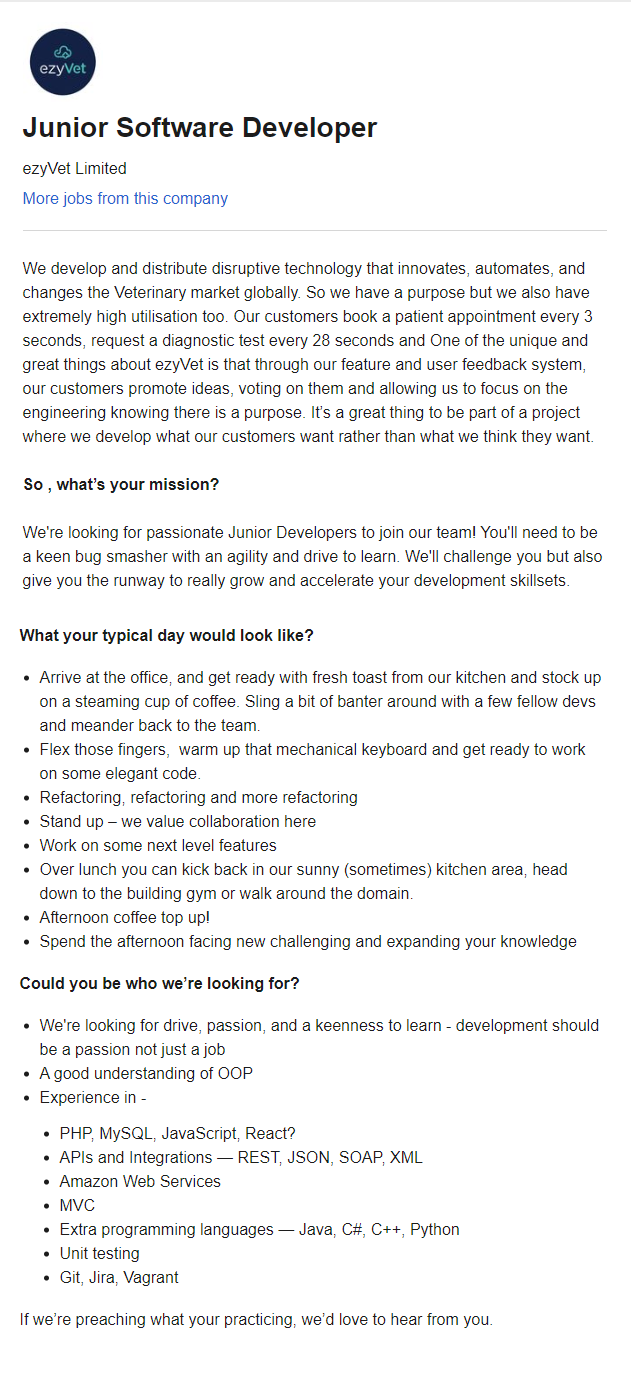 ezyVet
Junior Software Developer
ezyVet Limited
More jobs from this company
We develop and distribute disruptive technology that innovates, automates, and
changes the Veterinary market globally. So we have a purpose but we also have
extremely high utilisation too. Our customers book a patient appointment every 3
seconds, request a diagnostic test every 28 seconds and One of the unique and
great things about ezyVet is that through our feature and user feedback system,
our customers promote ideas, voting on them and allowing us to focus on the
engineering knowing there is a purpose. It's a great thing to be part of a project
where we develop what our customers want rather than what we think they want.
So , what’s your mission?
We're looking for passionate Junior Developers to join our team! You'll need to be
a keen bug smasher with an agility and drive to learn. We'll challenge you but also
give you the runway to really grow and accelerate your development skillsets.
What your typical day would look like?
• Arrive at the office, and get ready with fresh toast from our kitchen and stock up
on a steaming cup of coffee. Sling a bit of banter around with a few fellow devs
and meander back to the team.
• Flex those fingers,  warm up that mechanical keyboard and get ready to work
on some elegant code.
• Refactoring, refactoring and more refactoring
• Stand up – we value collaboration here
• Work on some next level features
• Over lunch you can kick back in our sunny (sometimes) kitchen area, head
down to the building gym or walk around the domain.
• Afternoon coffee top up!
• Spend the afternoon facing new challenging and expanding your knowledge
Could you be who we’re looking for?
• We're looking for drive, passion, and a keenness to learn - development should
be a passion not just a job
• A good understanding of OOP
• Experience in -
• PHP, MySQL, JavaScript, React?
• APIs and Integrations — REST, JSON, SOAP, XML
• Amazon Web Services
• MVC
• Extra programming languages — Java, C#, C++, Python
• Unit testing
• Git, Jira, Vagrant
If we’re preaching what your practicing, we’d love to hear from you.